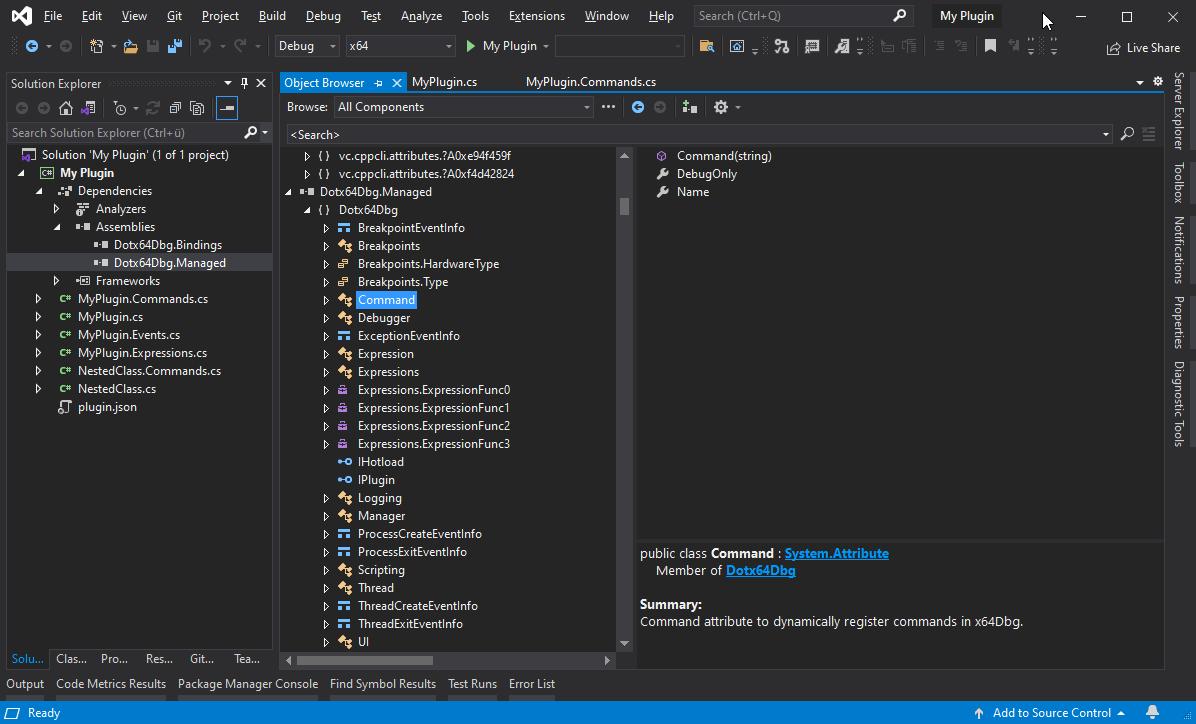 File Edit View Git Project Build Debug Test Analyze Tools Extensions Window Help Search (Ctrl+Q) My Plugin
Debug x64 My Plugin Live Share
Solution Explorer
Search Solution Explorer (Ctrl+ü)
Solution 'My Plugin' (1 of 1 project)
C# My Plugin
Dependencies
Analyzers
Assemblies
Dotx64Dbg.Bindings
Dotx64Dbg.Managed
Frameworks
C# MyPlugin.Commands.cs
C# MyPlugin.cs
C# MyPlugin.Events.cs
C# MyPlugin.Expressions.cs
C# NestedClass.Commands.cs
C# NestedClass.cs
plugin.json
Solu... Clas... Pro... Res... Git... Tea...
Object Browser MyPlugin.cs MyPlugin.Commands.cs
Browse: All Components
<Search>
{ } vc.cppcli.attributes.?A0xe94f459f
{ } vc.cppcli.attributes.?A0xf4d42824
Dotx64Dbg.Managed
{ } Dotx64Dbg
BreakpointEventInfo
Breakpoints
Breakpoints.HardwareType
Breakpoints.Type
Command
Debugger
ExceptionEventInfo
Expression
Expressions
Expressions.ExpressionFunc0
Expressions.ExpressionFunc1
Expressions.ExpressionFunc2
Expressions.ExpressionFunc3
IHotload
IPlugin
Logging
Manager
ProcessCreateEventInfo
ProcessExitEventInfo
Scripting
Thread
ThreadCreateEventInfo
ThreadExitEventInfo
UI
Command(string)
DebugOnly
Name
public class Command : System.Attribute
Member of Dotx64Dbg
Summary:
Command attribute to dynamically register commands in x64Dbg.
Server Explorer
Toolbox
Notifications
Properties
Diagnostic Tools
Output Code Metrics Results Package Manager Console Find Symbol Results Test Runs Error List
Ready Add to Source Control